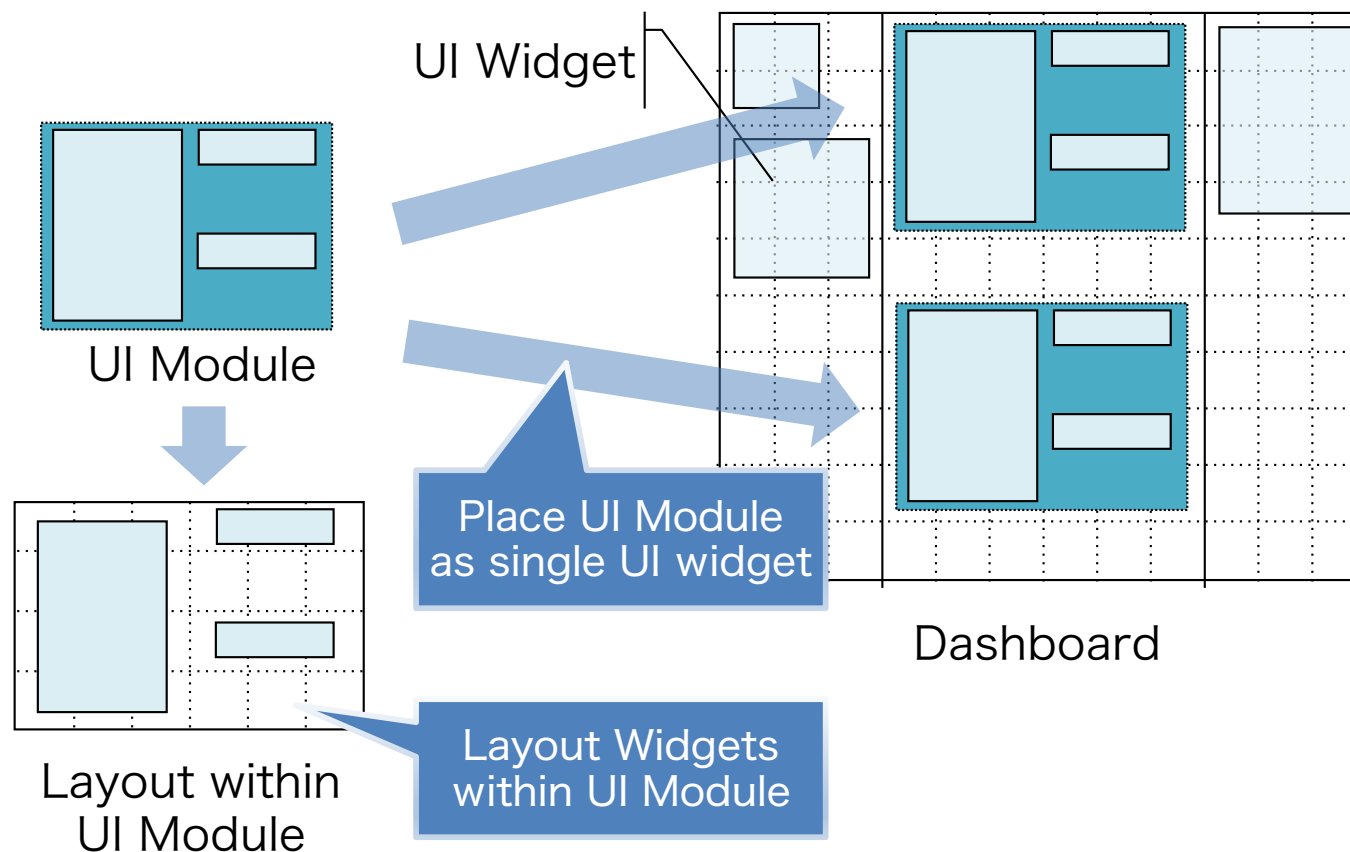 UI Widget
UI Module
Place UI Module
as single UI widget
Dashboard
Layout Widgets
within UI Module
Layout within
UI Module